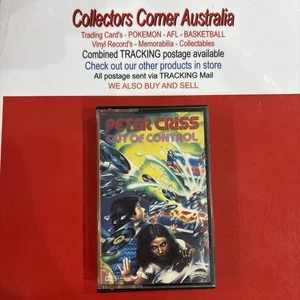 Collectors Corner Australia
Trading Card's - POKEMON - AFL - BASKETBALL
Vinyl Record's - Memorabilia - Collectables
Combined TRACKING postage available
Check out our other products in store
All postage sent via TRACKING Mail
WE ALSO BUY AND SELL
PETER CRISS
OUT OF CONTROL